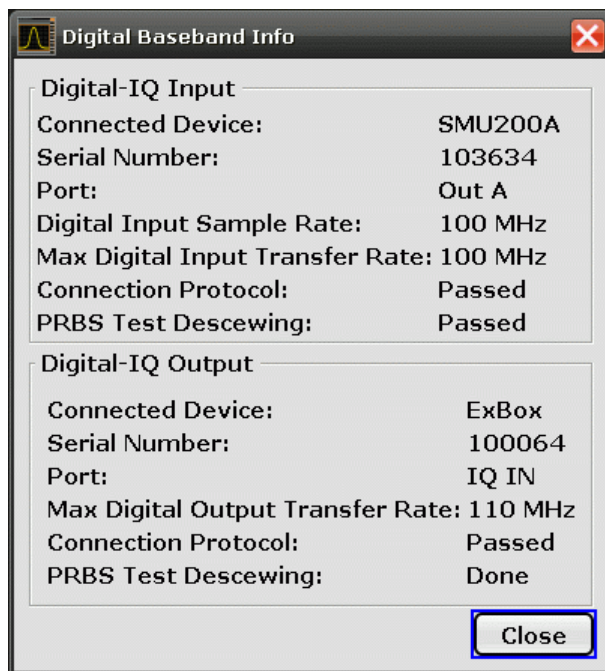 Digital Baseband Info
Digital-IQ Input
Connected Device: SMU200A
Serial Number: 103634
Port: Out A
Digital Input Sample Rate: 100 MHz
Max Digital Input Transfer Rate: 100 MHz
Connection Protocol: Passed
PRBS Test Descewing: Passed
Digital-IQ Output
Connected Device: ExBox
Serial Number: 100064
Port: IQ IN
Max Digital Output Transfer Rate: 110 MHz
Connection Protocol: Passed
PRBS Test Descewing: Done
Close